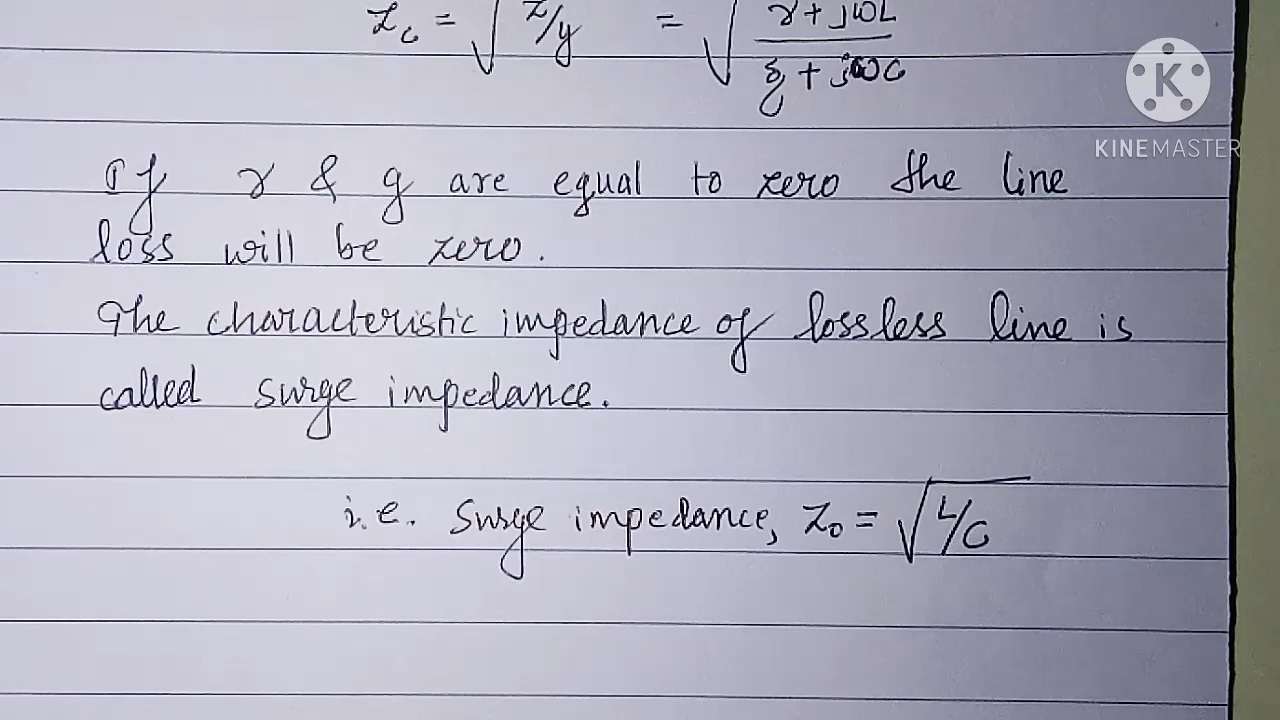 Zc = √z/y = √r + jωL / g + jωC
K
KINEMASTER
If r & g are equal to zero the line
loss will be zero.
The characteristic impedance of lossless line is
called surge impedance.
i.e. Surge impedance, Z₀ = √L/C